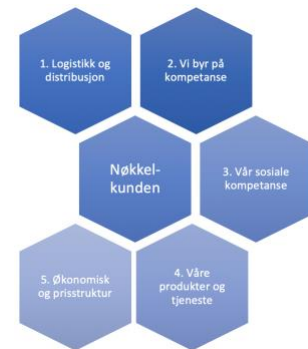 1. Logistikk og
distribusjon
2. Vi byr på
kompetanse
Nøkkel-
kunden
3. Vår sosiale
kompetanse
5. Økonomisk
og prisstruktur
4. Våre
produkter og
tjeneste